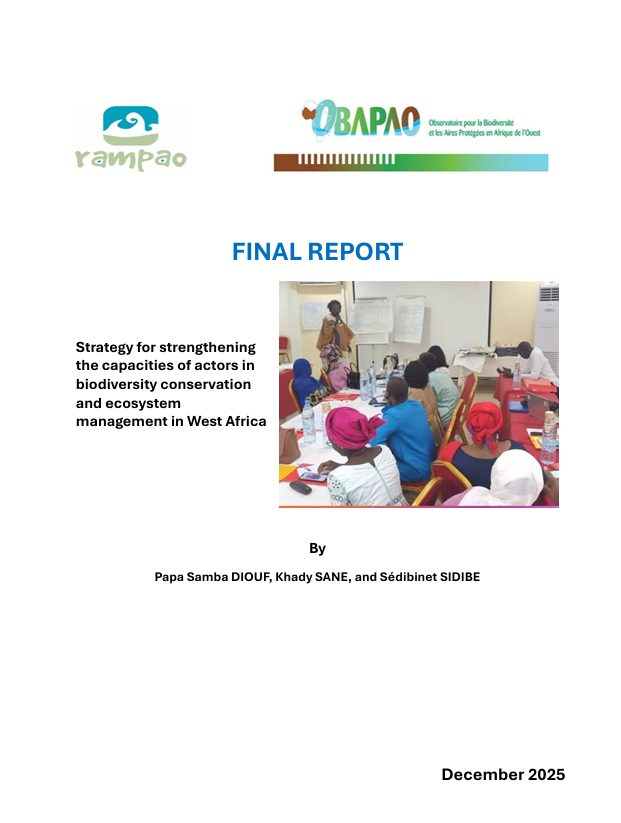 rampao
OBAPAO
Observatoire pour la Biodiversité
et les Aires Protégées en Afrique de l'Ouest
FINAL REPORT
Strategy for strengthening
the capacities of actors in
biodiversity conservation
and ecosystem
management in West Africa
By
Papa Samba DIOUF, Khady SANE, and Sédibinet SIDIBE
December 2025